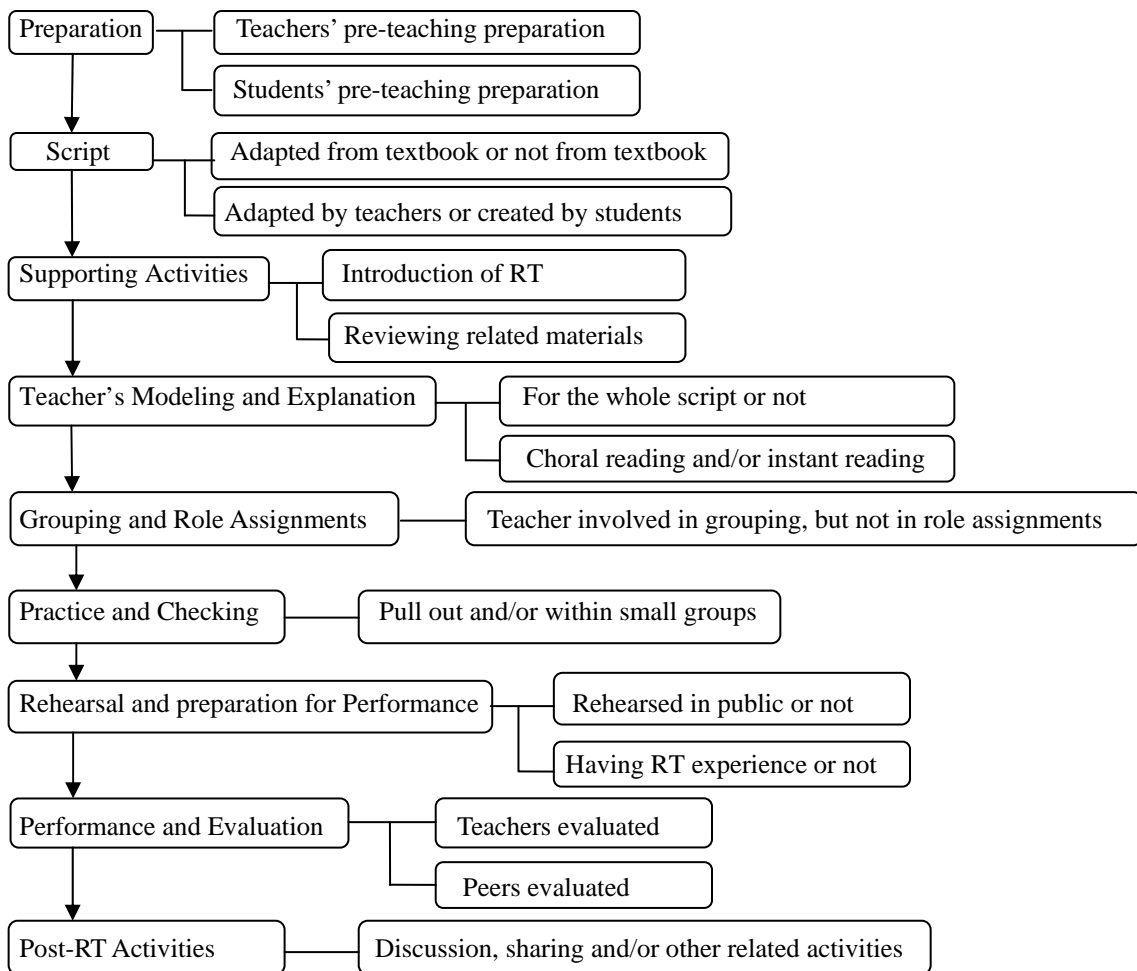 Preparation
Teachers’ pre-teaching preparation
Students’ pre-teaching preparation
Script
Adapted from textbook or not from textbook
Adapted by teachers or created by students
Supporting Activities
Introduction of RT
Reviewing related materials
Teacher’s Modeling and Explanation
For the whole script or not
Choral reading and/or instant reading
Grouping and Role Assignments
Teacher involved in grouping, but not in role assignments
Practice and Checking
Pull out and/or within small groups
Rehearsal and preparation for Performance
Rehearsed in public or not
Having RT experience or not
Performance and Evaluation
Teachers evaluated
Peers evaluated
Post-RT Activities
Discussion, sharing and/or other related activities